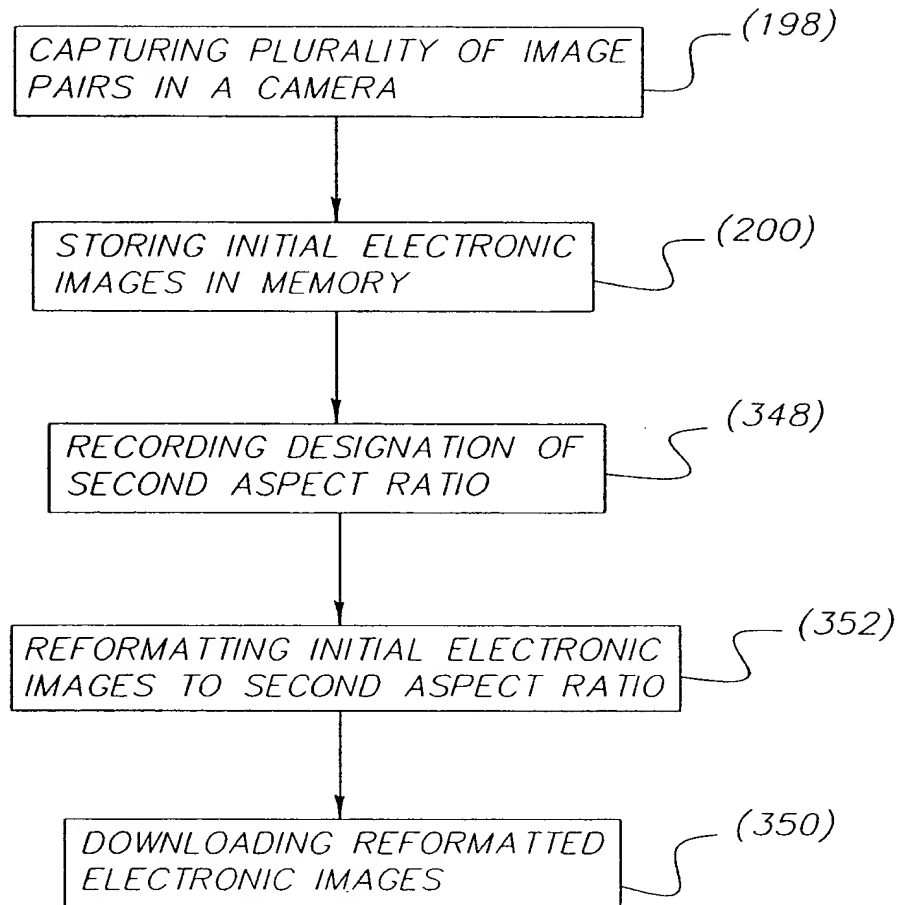 CAPTURING PLURALITY OF IMAGE
PAIRS IN A CAMERA
(198)
STORING INITIAL ELECTRONIC
IMAGES IN MEMORY
(200)
RECORDING DESIGNATION OF
SECOND ASPECT RATIO
(348)
REFORMATTING INITIAL ELECTRONIC
IMAGES TO SECOND ASPECT RATIO
(352)
DOWNLOADING REFORMATTED
ELECTRONIC IMAGES
(350)